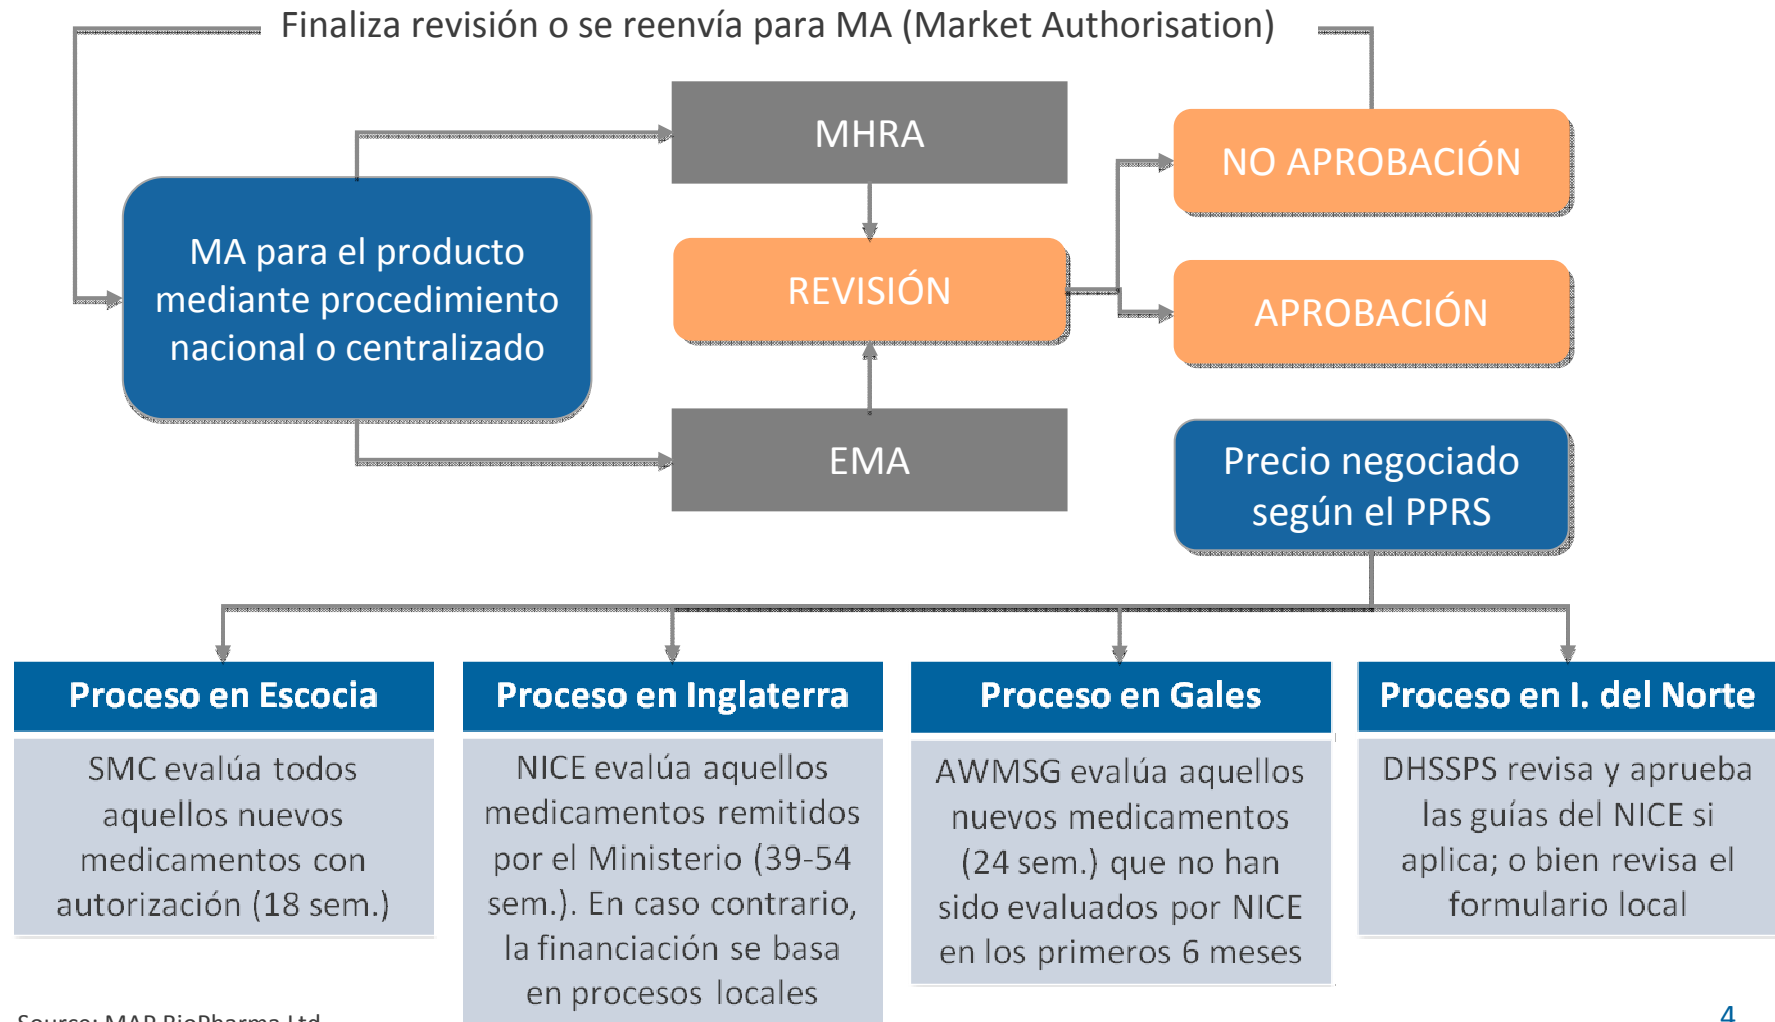 Finaliza revisión o se reenvía para MA (Market Authorisation)
MHRA
NO APROBACIÓN
MA para el producto
mediante procedimiento
nacional o centralizado
REVISIÓN
APROBACIÓN
EMA
Precio negociado
según el PPRS
Proceso en Escocia
SMC evalúa todos
aquellos nuevos
medicamentos con
autorización (18 sem.)
Proceso en Inglaterra
NICE evalúa aquellos
medicamentos remitidos
por el Ministerio (39-54
sem.). En caso contrario,
la financiación se basa
en procesos locales
Proceso en Gales
AWMSG evalúa aquellos
nuevos medicamentos
(24 sem.) que no han
sido evaluados por NICE
en los primeros 6 meses
Proceso en I. del Norte
DHSSPS revisa y aprueba
las guías del NICE si
aplica; o bien revisa el
formulario local
Source: MAP BioPharma Ltd
4